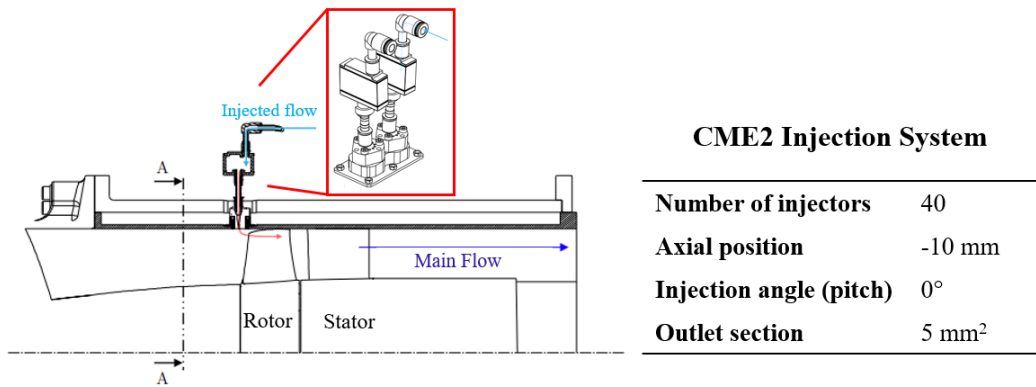 Injected flow
A
Main Flow
Rotor
Stator
A
CME2 Injection System
Number of injectors 40
Axial position -10 mm
Injection angle (pitch) 0°
Outlet section 5 mm²